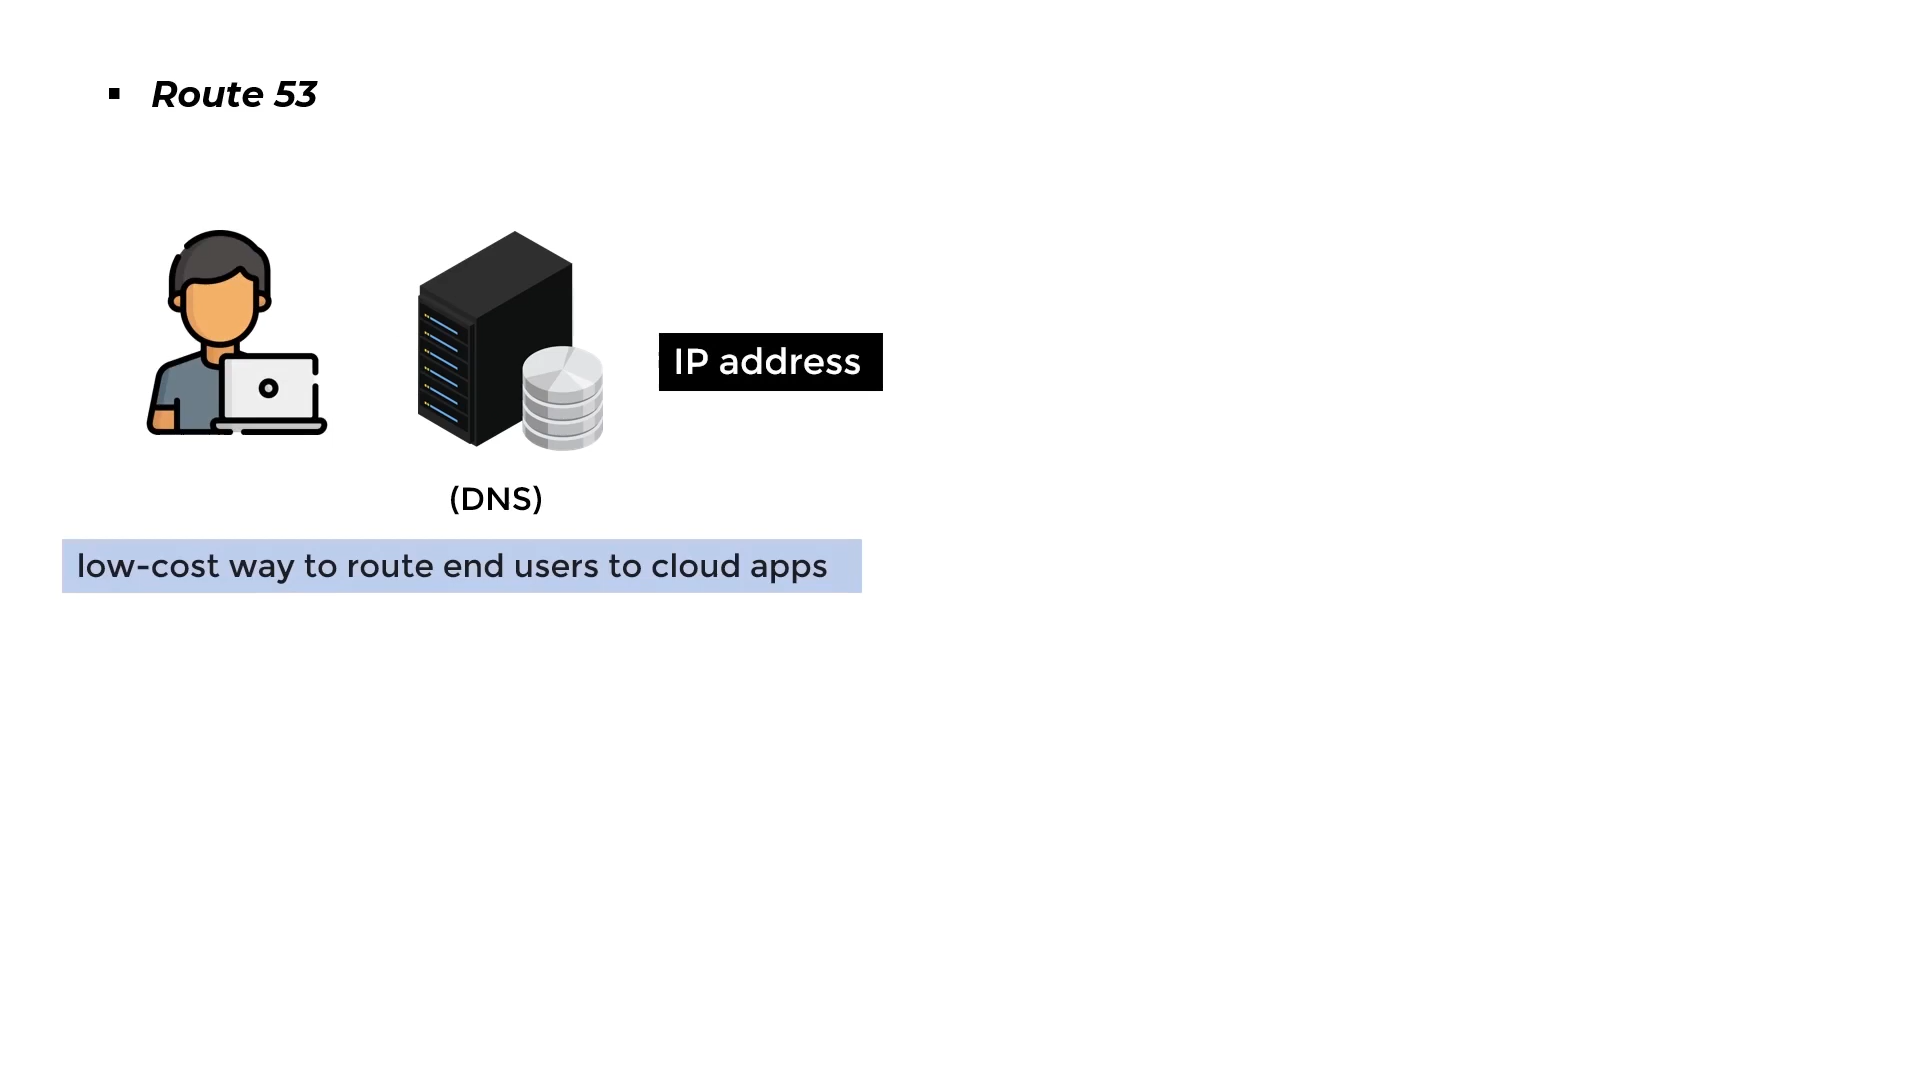 Route 53
IP address
(DNS)
low-cost way to route end users to cloud apps